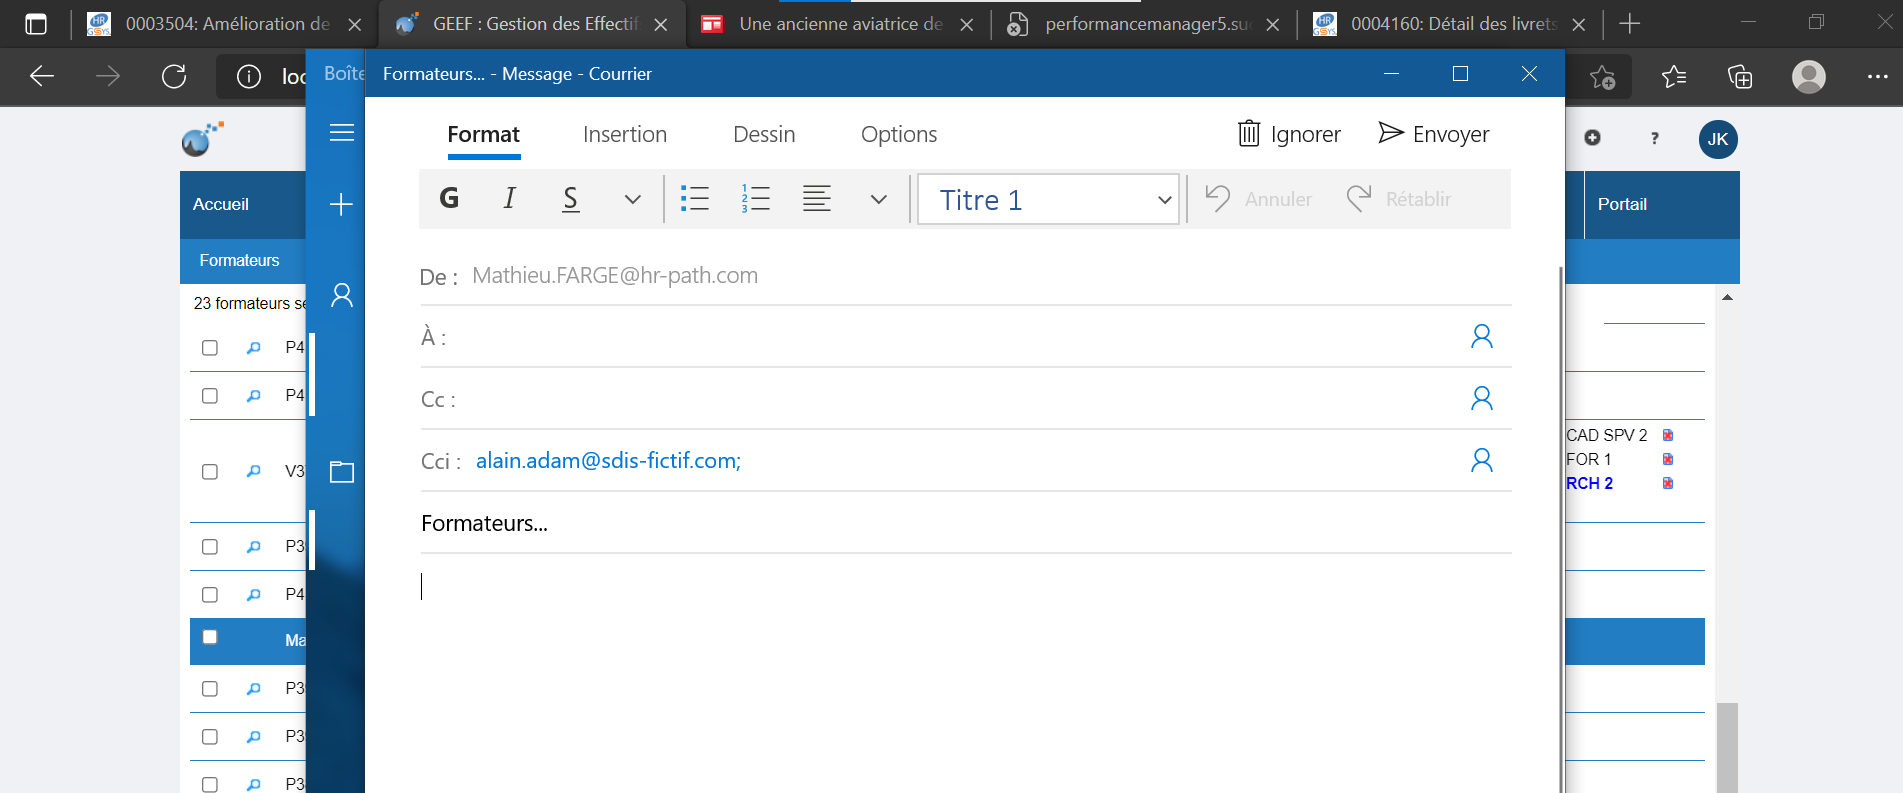 0003504: Amélioration de
GEEF : Gestion des Effectif
Une ancienne aviatrice de
performancemanager5.suc
0004160: Détail des livrets
loc
Boîte
Formateurs... - Message - Courrier
Format
Insertion
Dessin
Options
Ignorer
Envoyer
?
JK
G
I
S
Titre 1
Annuler
Rétablir
Accueil
Portail
Formateurs
De :
Mathieu.FARGE@hr-path.com
23 formateurs sé
À :
P4
Cc :
P4
Cci :
alain.adam@sdis-fictif.com;
CAD SPV 2
FOR 1
V3
RCH 2
Formateurs...
P3
P4
Ma
P3
P3
P3